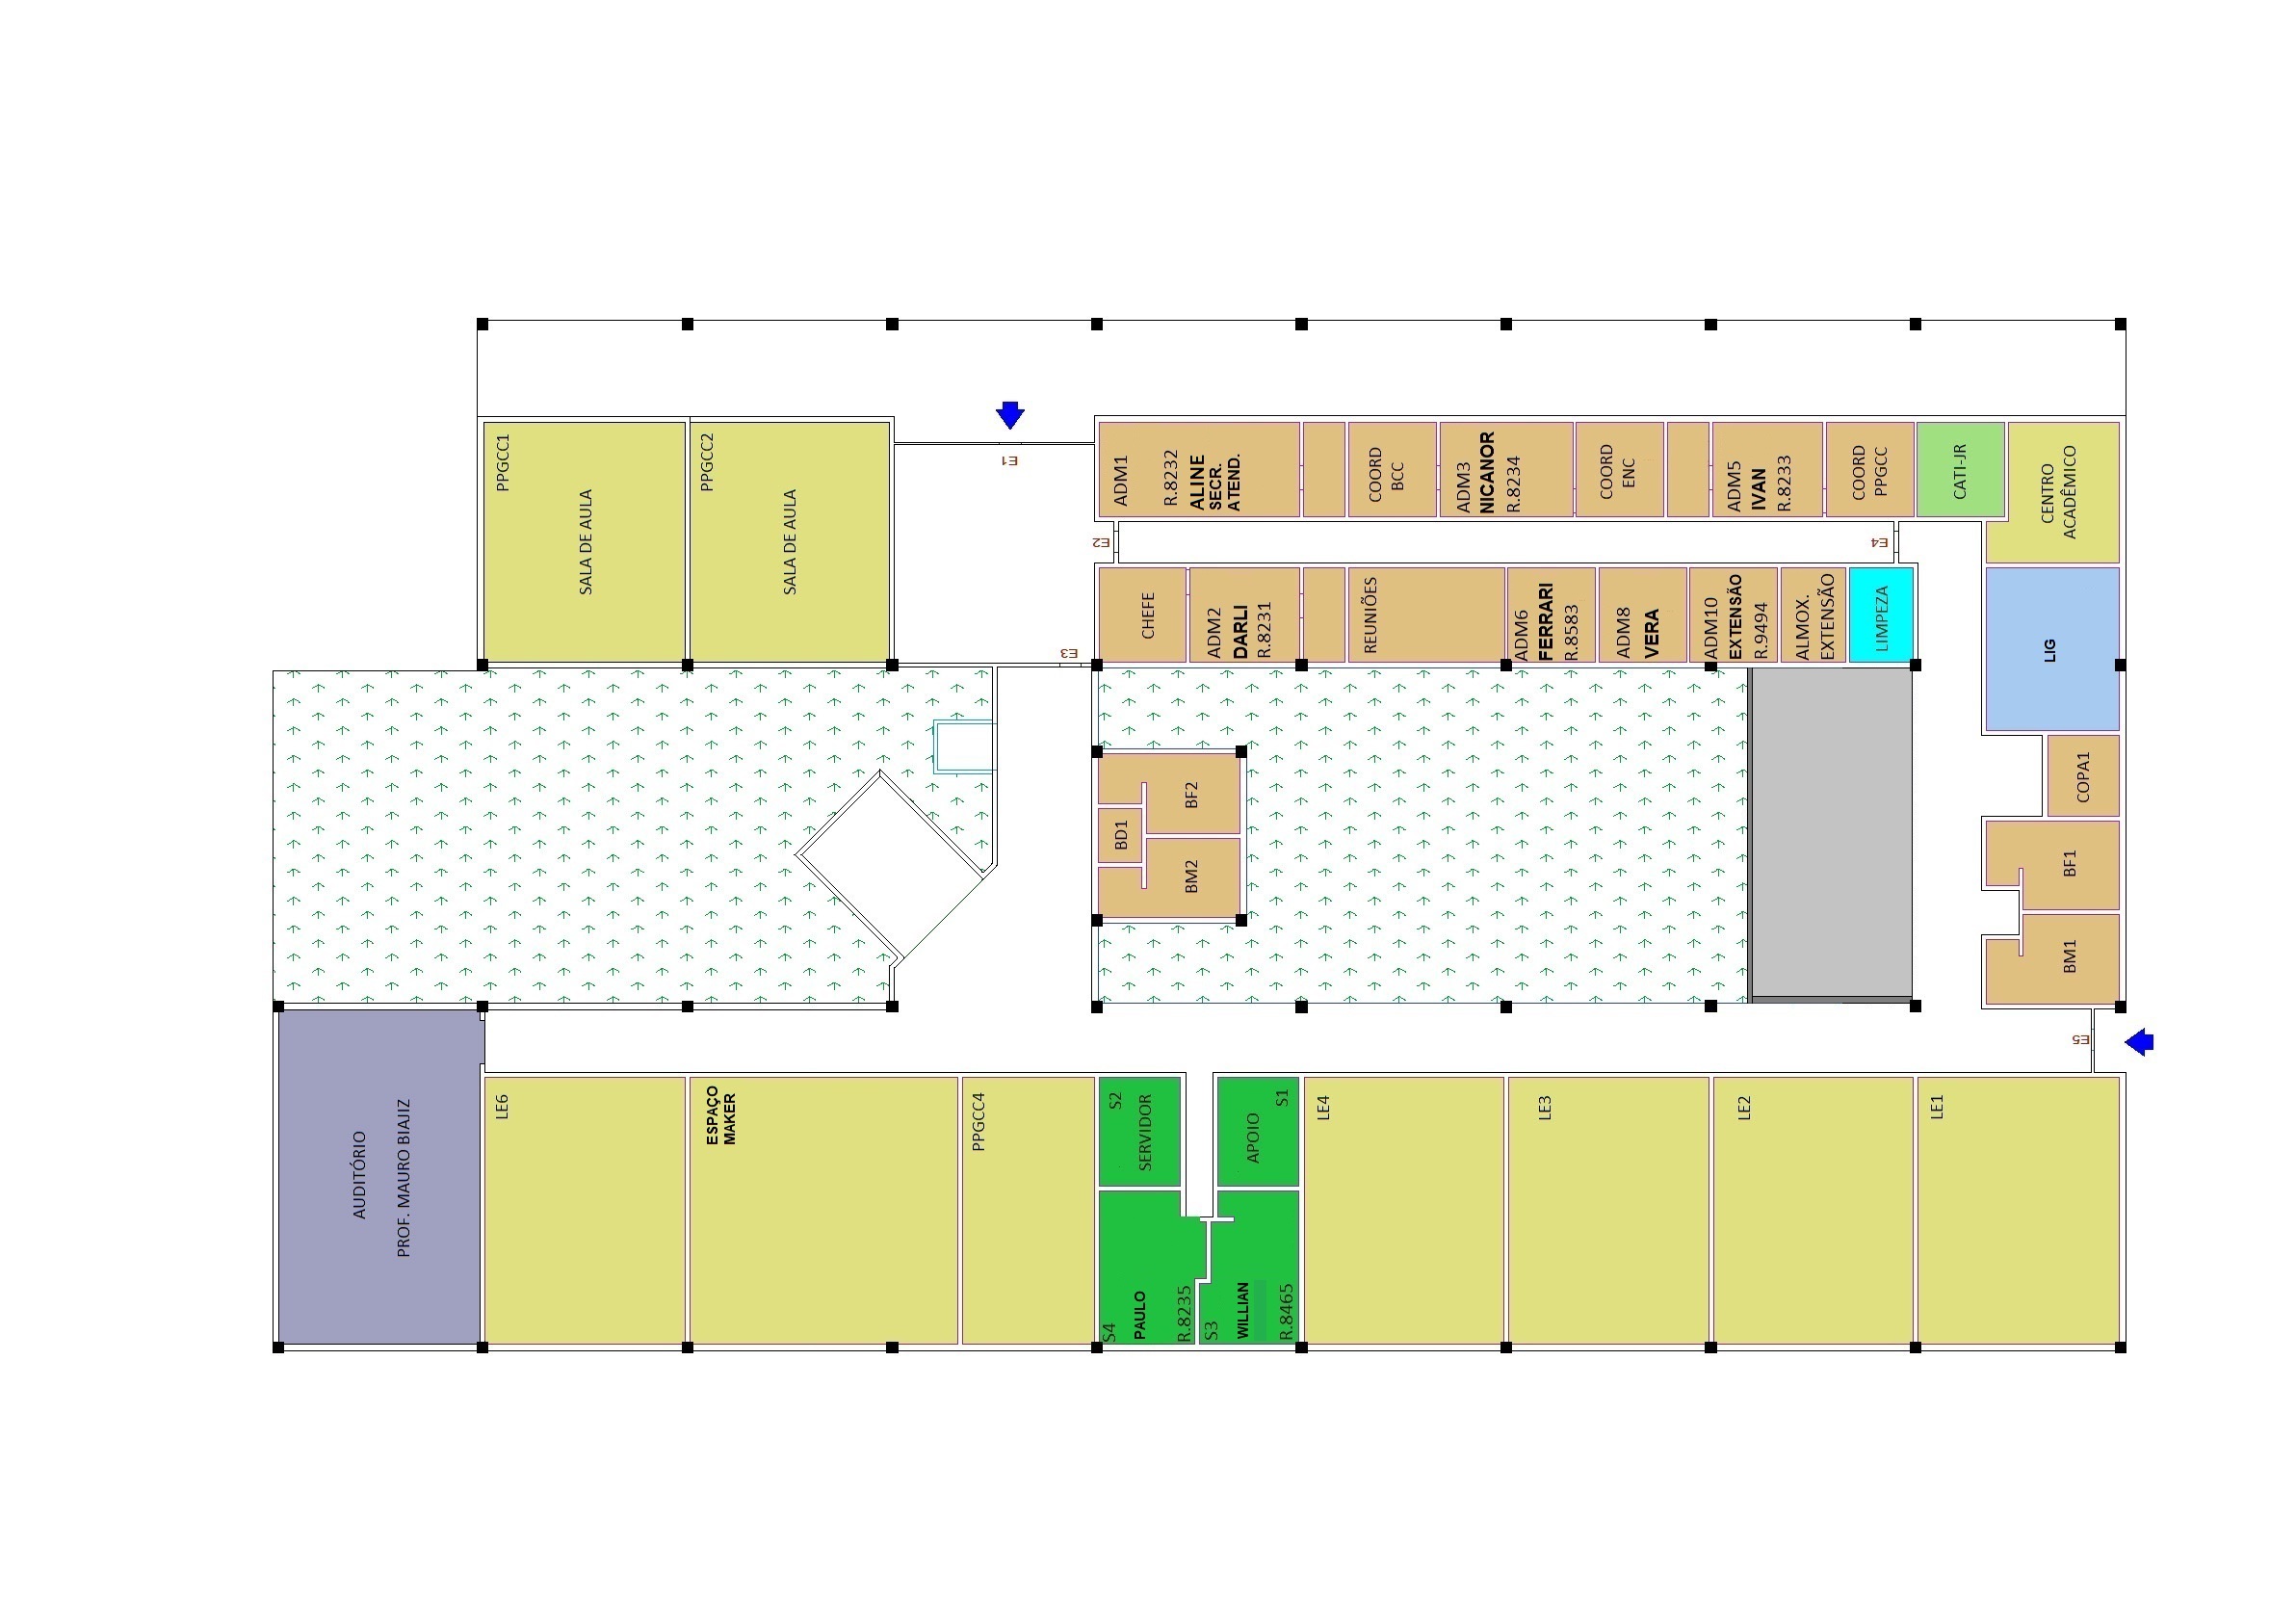 PPGCC1
SALA DE AULA
PPGCC2
SALA DE AULA
E1
ADM1
R.8232
ALINE
SECR.
ATEND.
COORD
BCC
ADM3
NICANOR
R.8234
COORD
ENC
ADM5
IVAN
R.8233
COORD
PPGCC
CATI-JR
CENTRO
ACADÊMICO
E2
E4
CHEFE
ADM2
DARLI
R.8231
REUNIÕES
ADM6
FERRARI
R.8583
ADM8
VERA
ADM10
EXTENSÃO
R.9494
ALMOX.
EXTENSÃO
LIMPEZA
LIG
E3
BF2
BD1
BM2
COPA1
BF1
BM1
E5
AUDITÓRIO
PROF. MAURO BIAJIZ
LE6
ESPAÇO
MAKER
PPGCC4
S2
SERVIDOR
APOIO
S1
S4
PAULO
R.8235
S3
WILLIAN
R.8465
LE4
LE3
LE2
LE1